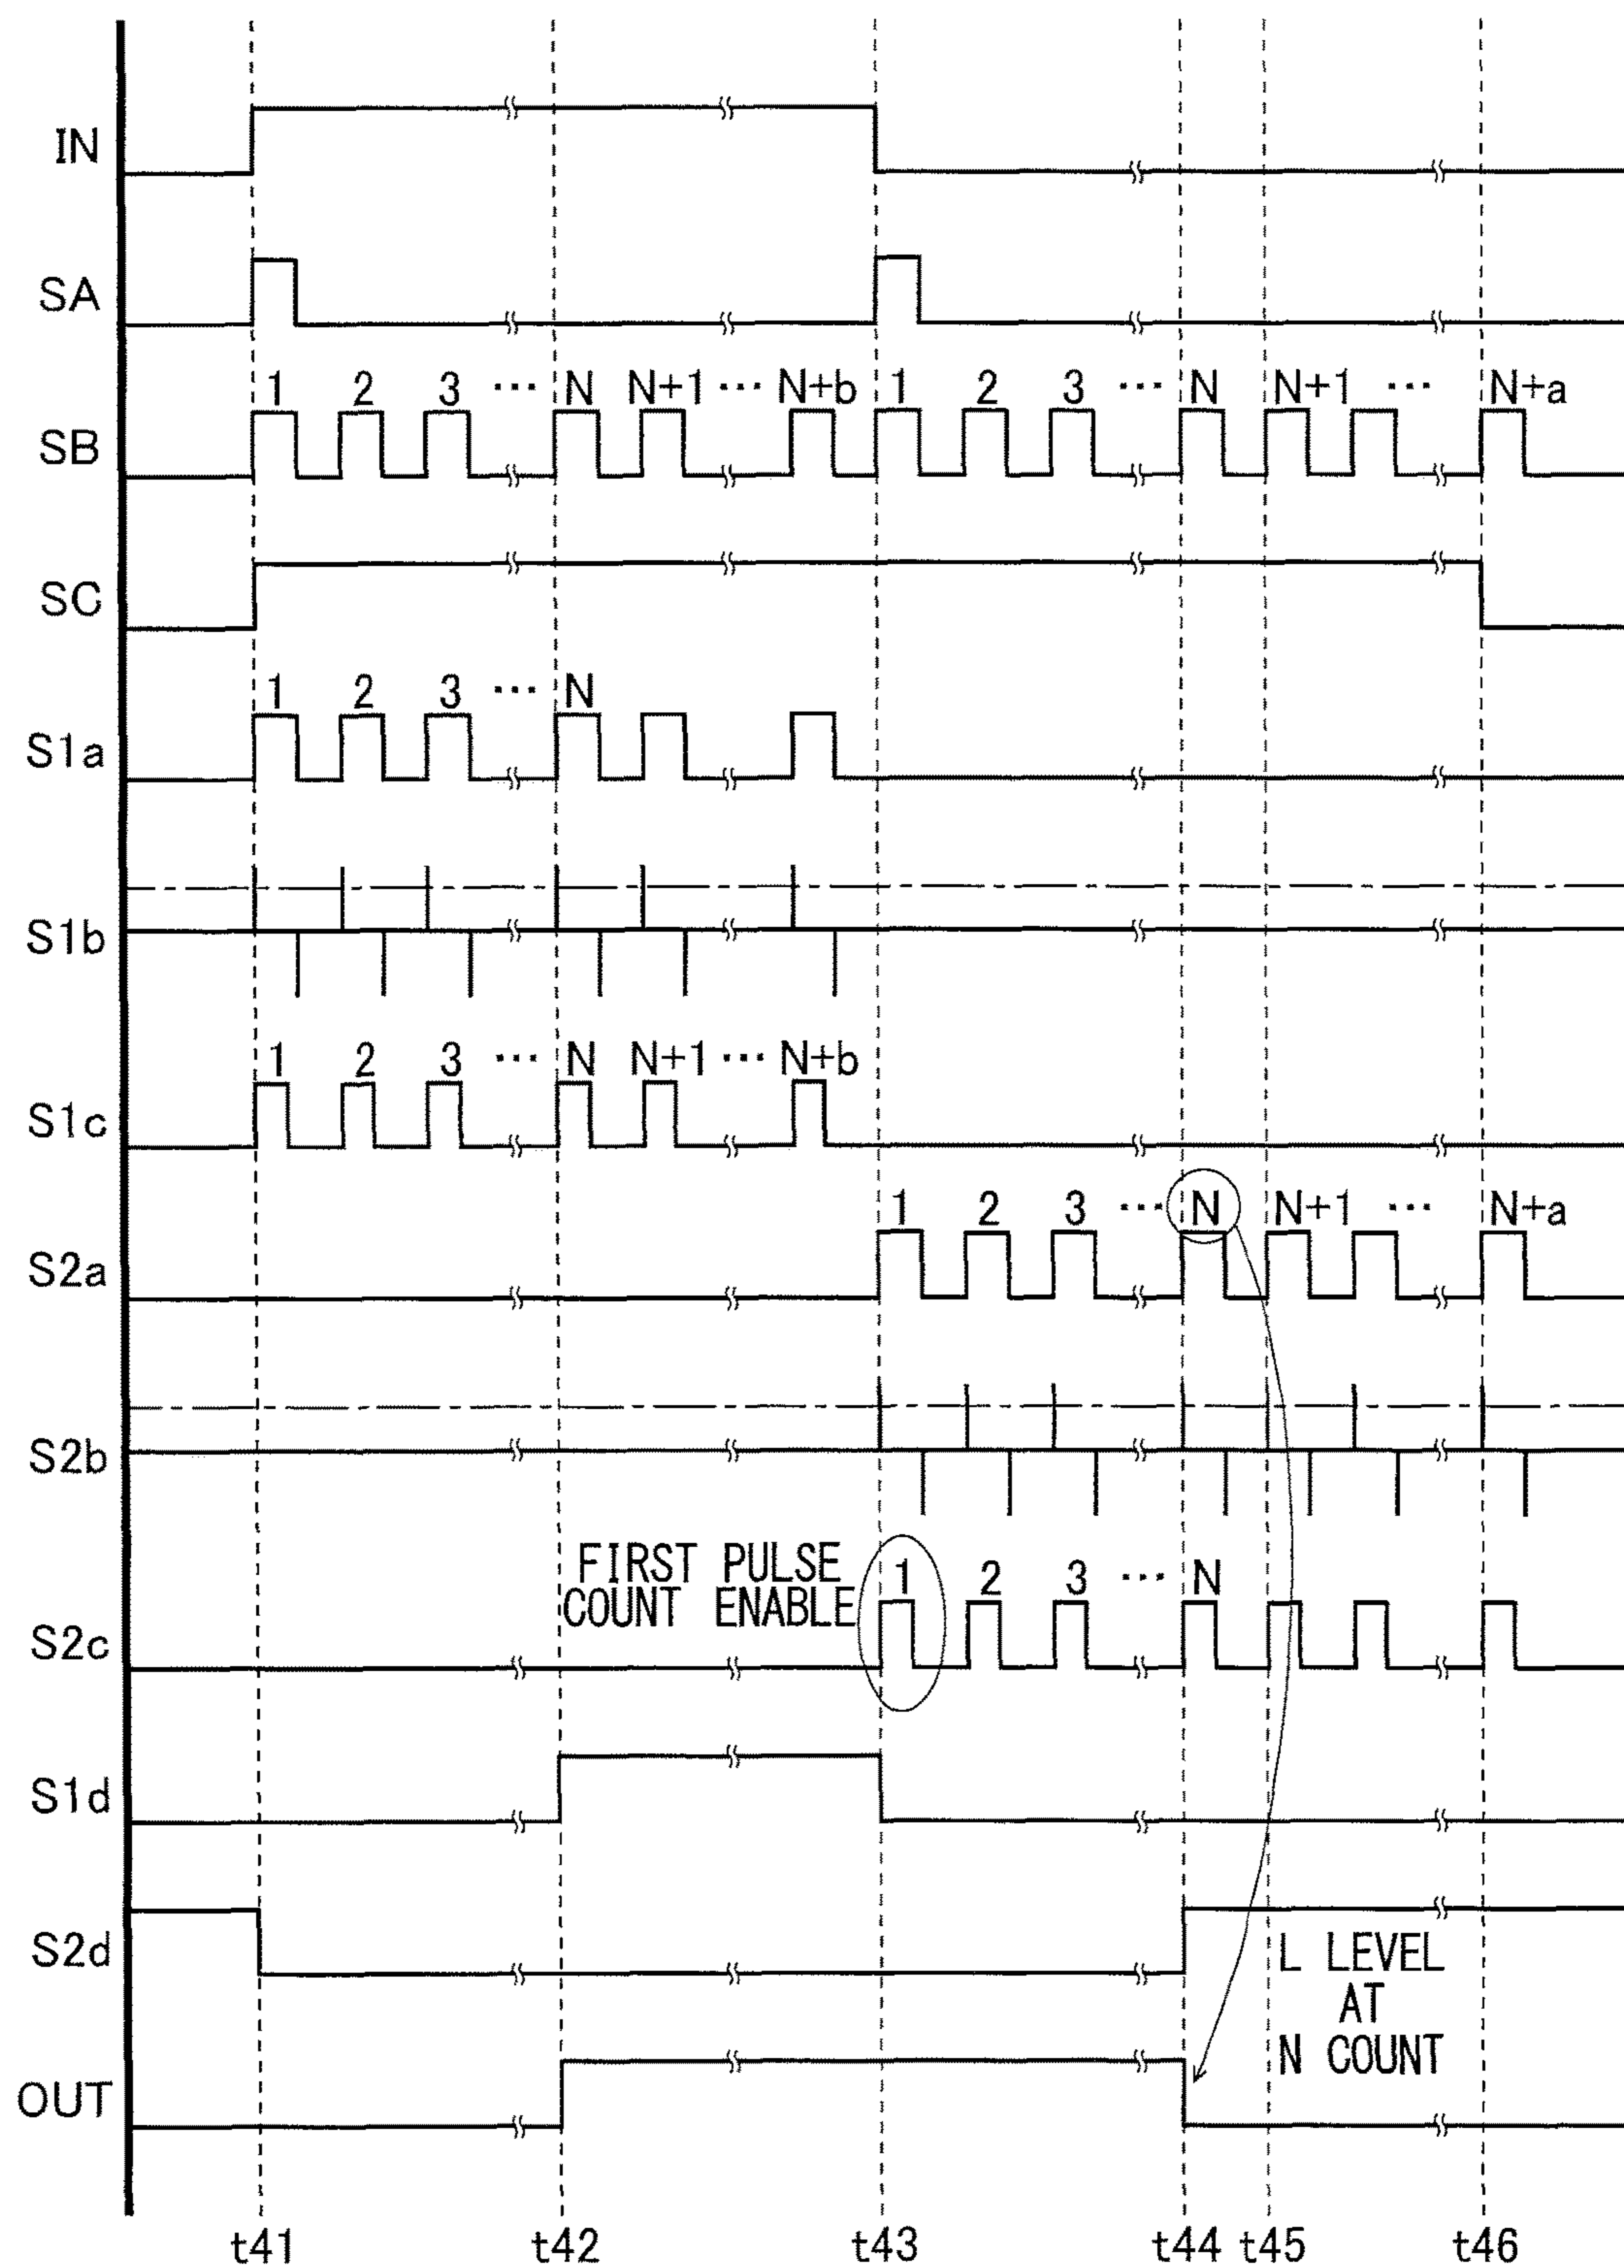 IN
SA
1 2 3 ··· N N+1 ··· N+b 1 2 3 ··· N N+1 ··· N+a
SB
SC
1 2 3 ··· N
S1a
S1b
1 2 3 ··· N N+1 ··· N+b
S1c
1 2 3 ··· N N+1 ··· N+a
S2a
S2b
FIRST PULSE
COUNT ENABLE
1 2 3 ··· N
S2c
S1d
S2d
L LEVEL
AT
N COUNT
OUT
t41 t42 t43 t44 t45 t46